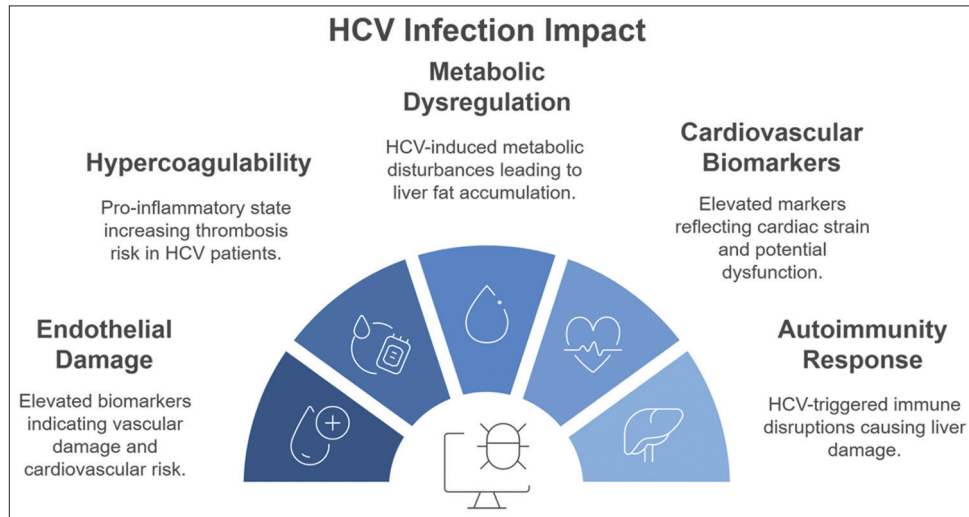 HCV Infection Impact
Metabolic
Dysregulation
HCV-induced metabolic
disturbances leading to
liver fat accumulation.
Hypercoagulability
Pro-inflammatory state
increasing thrombosis
risk in HCV patients.
Cardiovascular
Biomarkers
Elevated markers
reflecting cardiac strain
and potential
dysfunction.
Endothelial
Damage
Elevated biomarkers
indicating vascular
damage and
cardiovascular risk.
Autoimmunity
Response
HCV-triggered immune
disruptions causing liver
damage.